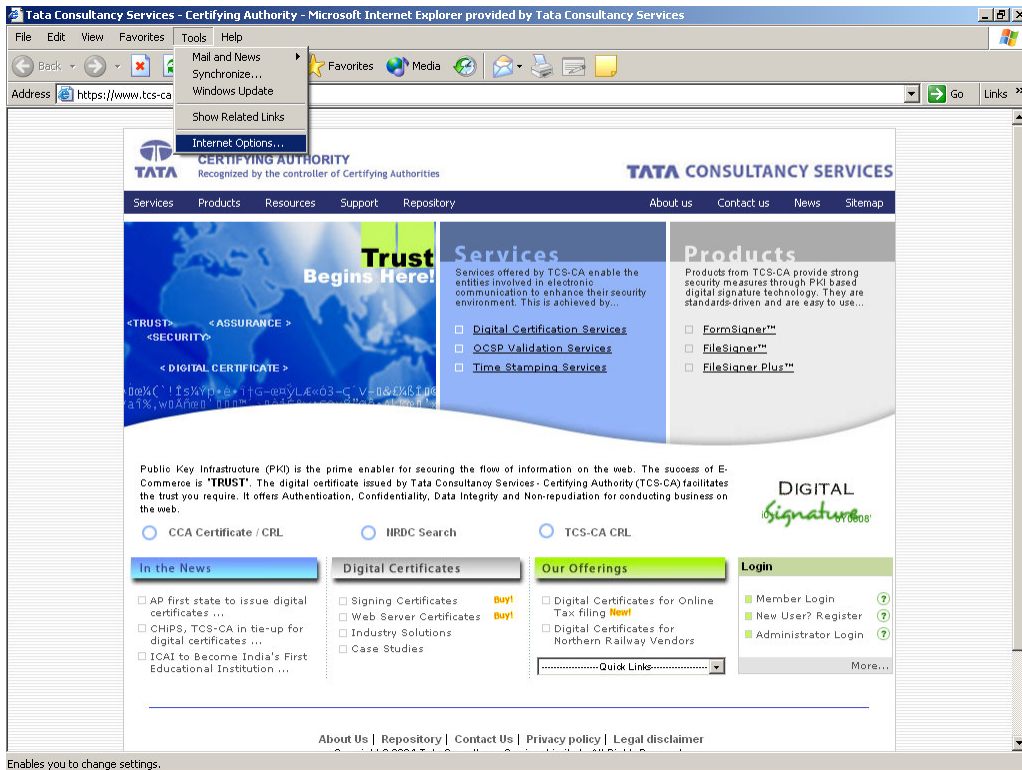 Tata Consultancy Services - Certifying Authority - Microsoft Internet Explorer provided by Tata Consultancy Services
File Edit View Favorites Tools Help
Back Favorites Media
Mail and News
Synchronize...
Windows Update
Show Related Links
Internet Options...
Address https://www.tcs-ca Go Links »
TATA
CERTIFYING AUTHORITY
Recognized by the controller of Certifying Authorities
TATA CONSULTANCY SERVICES
Services Products Resources Support Repository About us Contact us News Sitemap
Trust
Begins Here!
<TRUST> <ASSURANCE >
<SECURITY>
< DIGITAL CERTIFICATE >
Services
Services offered by TCS-CA enable the
entities involved in electronic
communication to enhance their security
environment. This is achieved by...
Digital Certification Services
OCSP Validation Services
Time Stamping Services
Products
Products from TCS-CA provide strong
security measures through PKI based
digital signature technology. They are
standards-driven and are easy to use...
FormSigner™
FileSigner™
FileSigner Plus™
Public Key Infrastructure (PKI) is the prime enabler for securing the flow of information on the web. The success of E-
Commerce is 'TRUST'. The digital certificate issued by Tata Consultancy Services - Certifying Authority (TCS-CA) facilitates
the trust you require. It offers Authentication, Confidentiality, Data Integrity and Non-repudiation for conducting business on
the web.
DIGITAL
Signature
CCA Certificate / CRL NRDC Search TCS-CA CRL
In the News
AP first state to issue digital
certificates ...
CHiPS, TCS-CA in tie-up for
digital certificates ...
ICAI to Become India's First
Educational Institution ...
Digital Certificates
Signing Certificates Buy!
Web Server Certificates Buy!
Industry Solutions
Case Studies
Our Offerings
Digital Certificates for Online
Tax filing New!
Digital Certificates for
Northern Railway Vendors
------------------Quick Links------------------
Login
Member Login ?
New User? Register ?
Administrator Login ?
More...
About Us | Repository | Contact Us | Privacy policy | Legal disclaimer
Enables you to change settings.